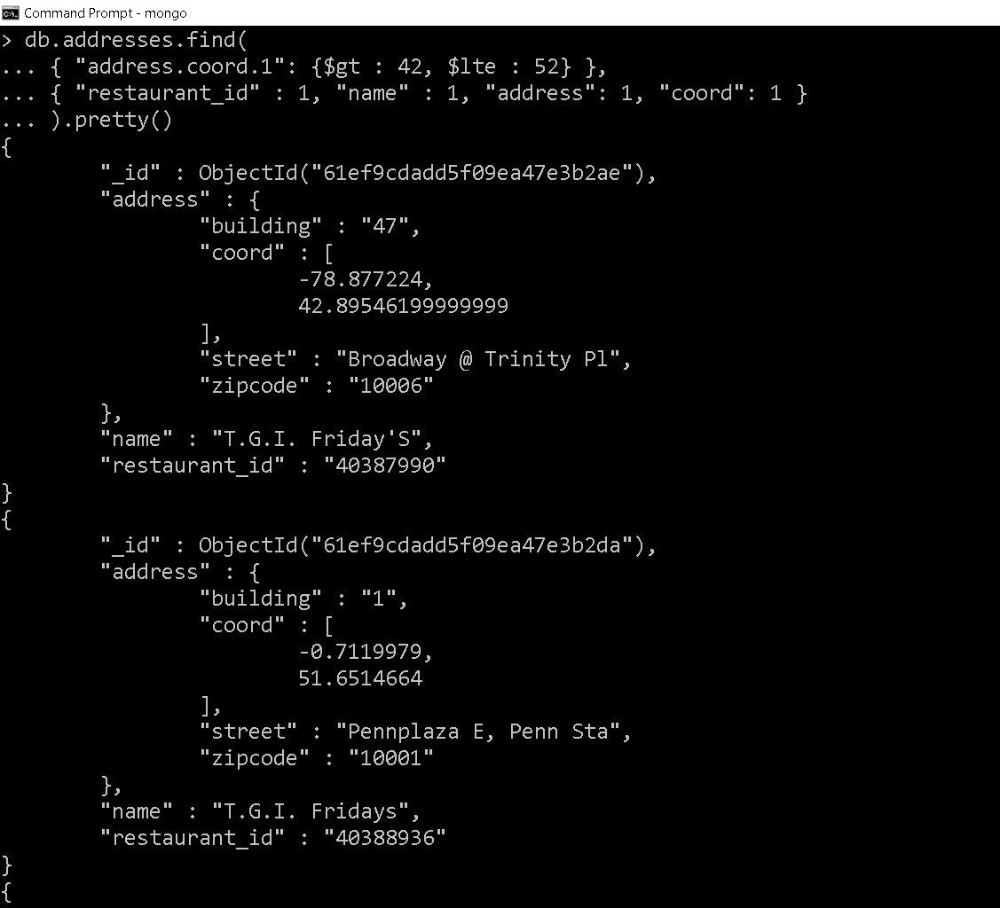 Command Prompt - mongo
> db.addresses.find(
... { "address.coord.1": {$gt : 42, $lte : 52} },
... { "restaurant_id" : 1, "name" : 1, "address": 1, "coord": 1 }
... ).pretty()
{
        "_id" : ObjectId("61ef9cdadd5f09ea47e3b2ae"),
        "address" : {
                "building" : "47",
                "coord" : [
                        -78.877224,
                        42.89546199999999
                ],
                "street" : "Broadway @ Trinity Pl",
                "zipcode" : "10006"
        },
        "name" : "T.G.I. Friday'S",
        "restaurant_id" : "40387990"
}
{
        "_id" : ObjectId("61ef9cdadd5f09ea47e3b2da"),
        "address" : {
                "building" : "1",
                "coord" : [
                        -0.7119979,
                        51.6514664
                ],
                "street" : "Pennplaza E, Penn Sta",
                "zipcode" : "10001"
        },
        "name" : "T.G.I. Fridays",
        "restaurant_id" : "40388936"
}
{